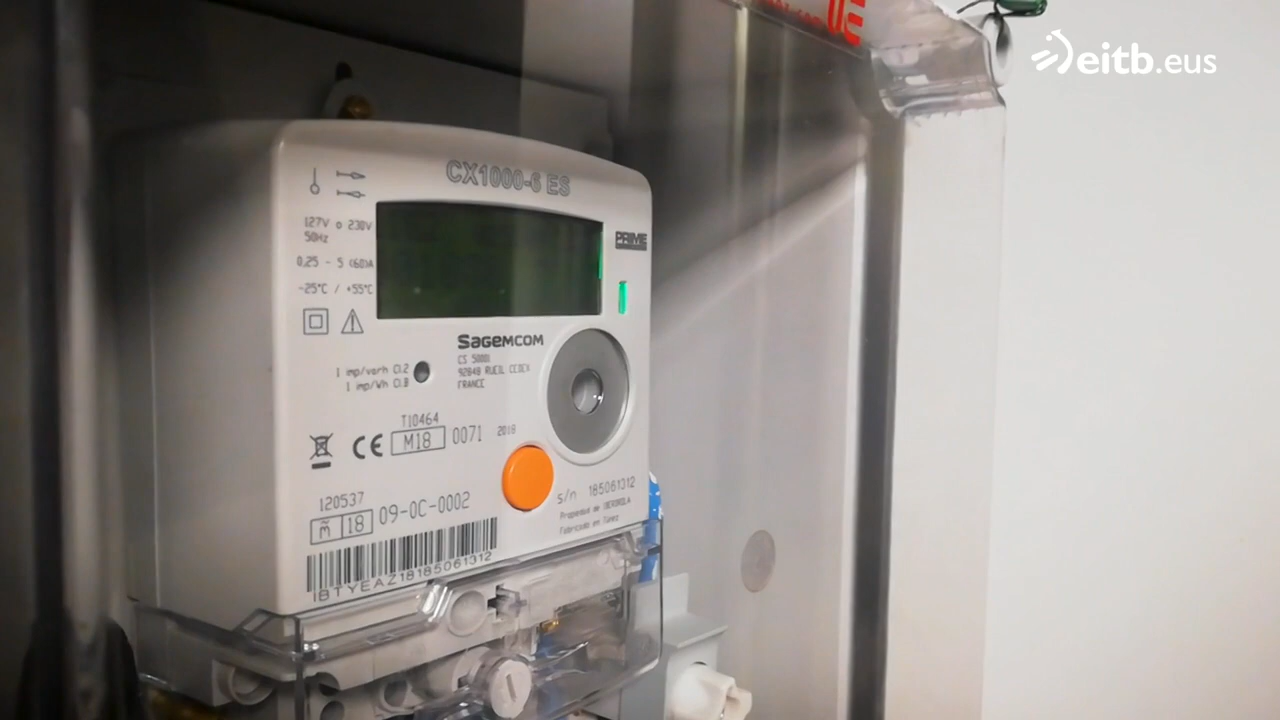 eitb.eus
CX1000-6 ES
127V o 230V
50Hz
PRIME
0,25 - 5 (60)A
-25°C / +55°C
Sagemcom
CS 50001
92848 RUEIL CEDEX
FRANCE
1 imp/varh Cl.2
1 imp/Wh Cl.B
T10464
CE M18 0071 2018
120537
m 18 09-0C-0002
s/n 185061312
Propiedad de IBERDROLA
Fabricado en Túnez
IBTYEAZ18185061312